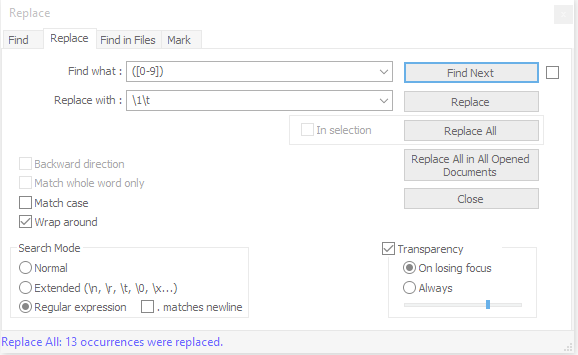 Replace
Find Replace Find in Files Mark
Find what : ([0-9]) Find Next
Replace with : \1\t Replace
In selection Replace All
Backward direction Replace All in All Opened
Match whole word only Documents
Match case Close
Wrap around
Search Mode Transparency
Normal On losing focus
Extended (\n, \r, \t, \0, \x...) Always
Regular expression . matches newline
Replace All: 13 occurrences were replaced.